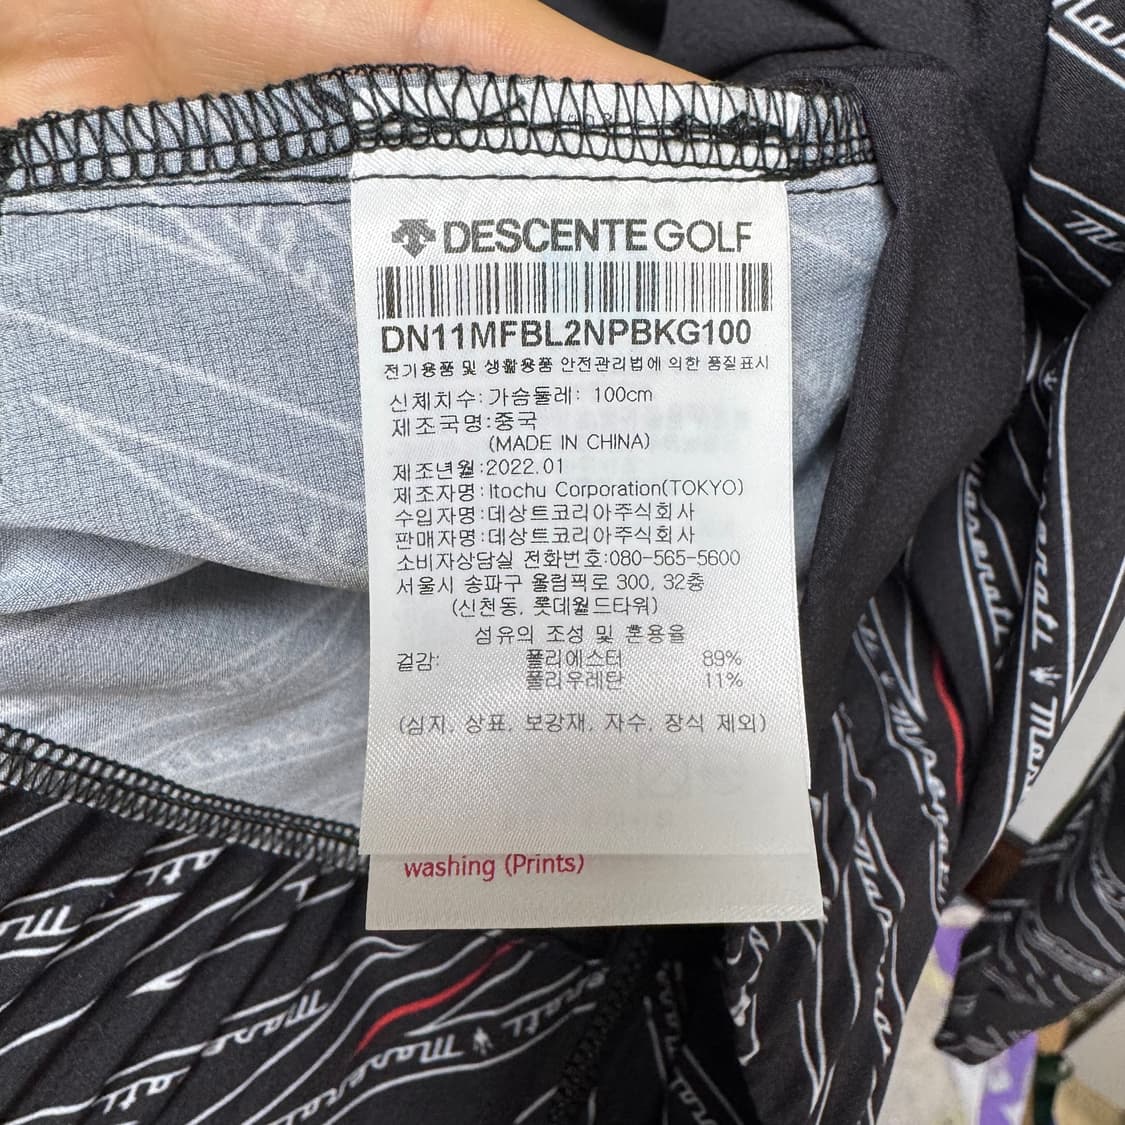 DESCENTE GOLF
DN11MFBL2NPBKG100
전기용품 및 생활용품 안전관리법에 의한 품질표시
신체치수:가슴둘레: 100cm
제조국명:중국
(MADE IN CHINA)
제조년월:2022.01
제조자명:Itochu Corporation(TOKYO)
수입자명:데상트코리아주식회사
판매자명:데상트코리아주식회사
소비자상담실 전화번호:080-565-5600
서울시 송파구 올림픽로 300, 32층
(신천동, 롯데월드타워)
섬유의 조성 및 혼용율
겉감: 폴리에스터 89%
폴리우레탄 11%
(심지, 상표, 보강재, 자수, 장식 제외)
washing (Prints)
Maserati
Maserati
Maserati